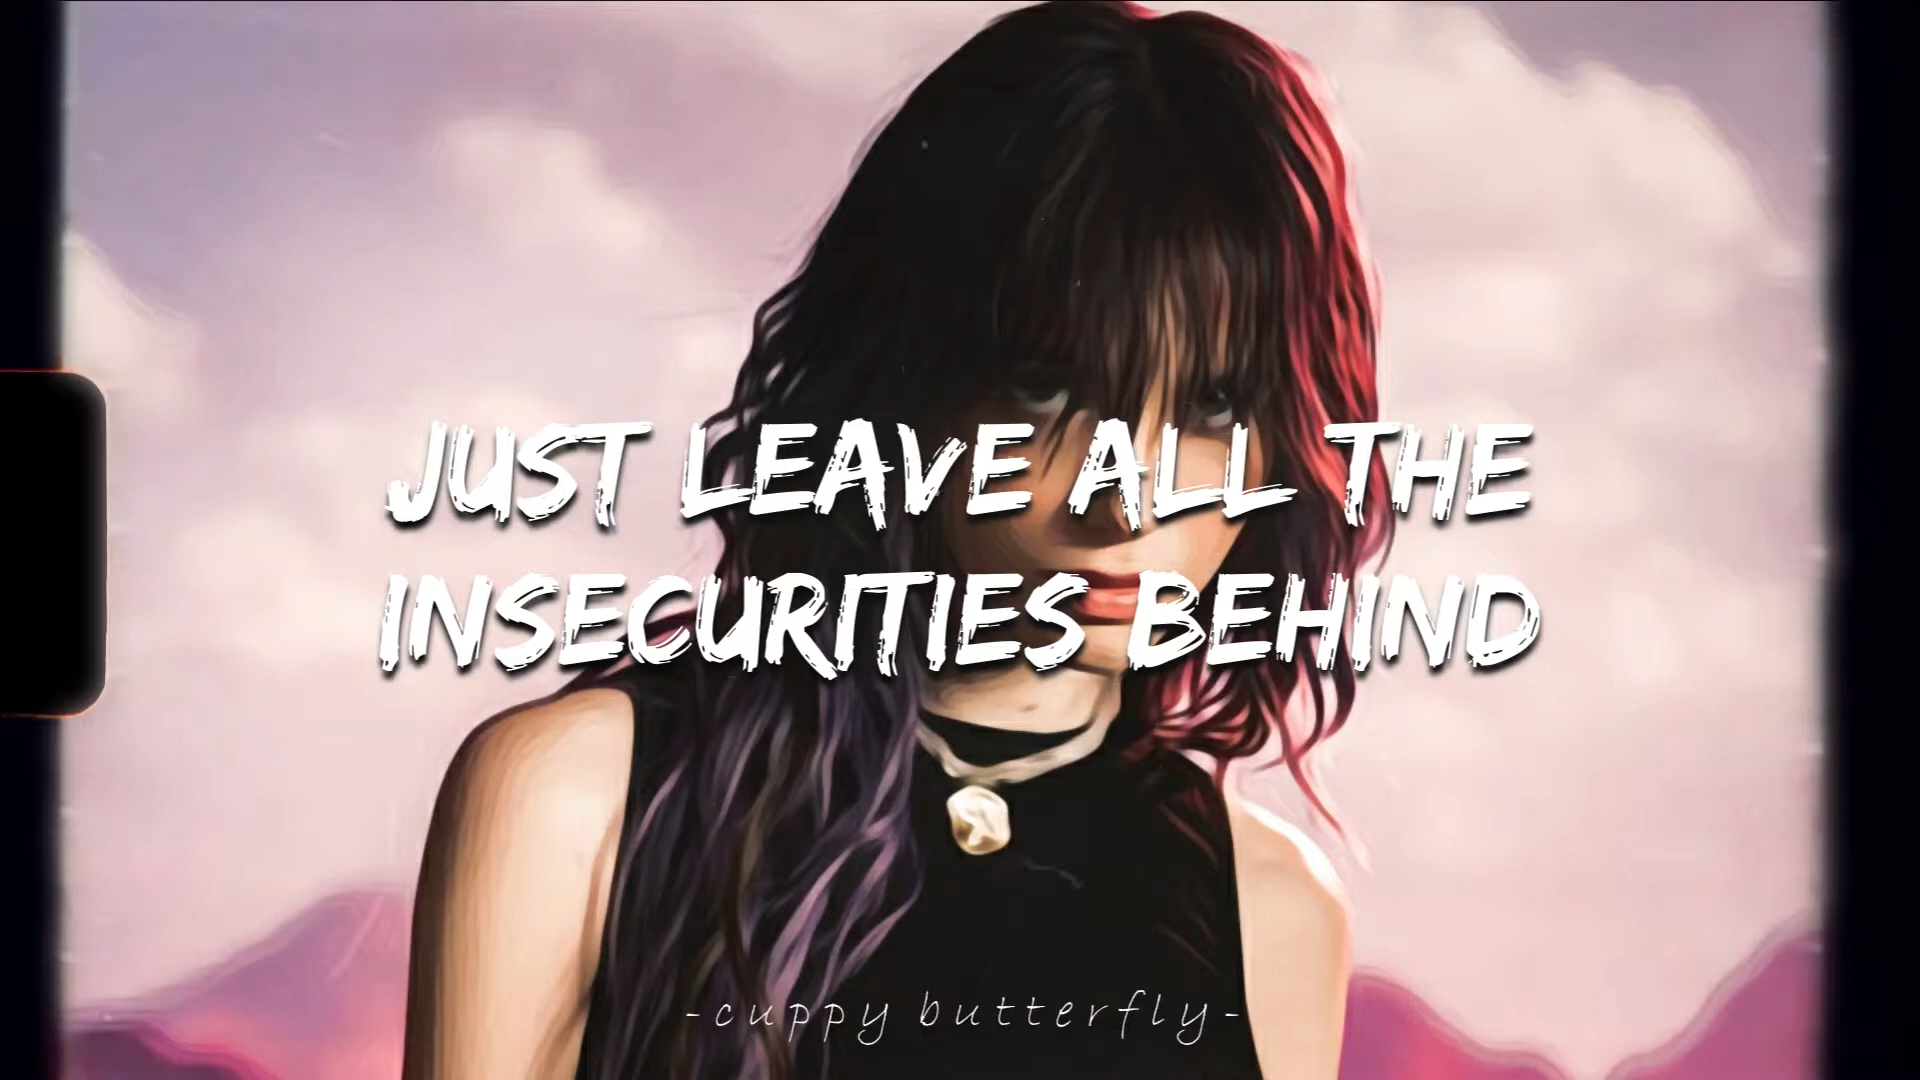 JUST LEAVE ALL THE
INSECURITIES BEHIND
-cuppy butterfly-